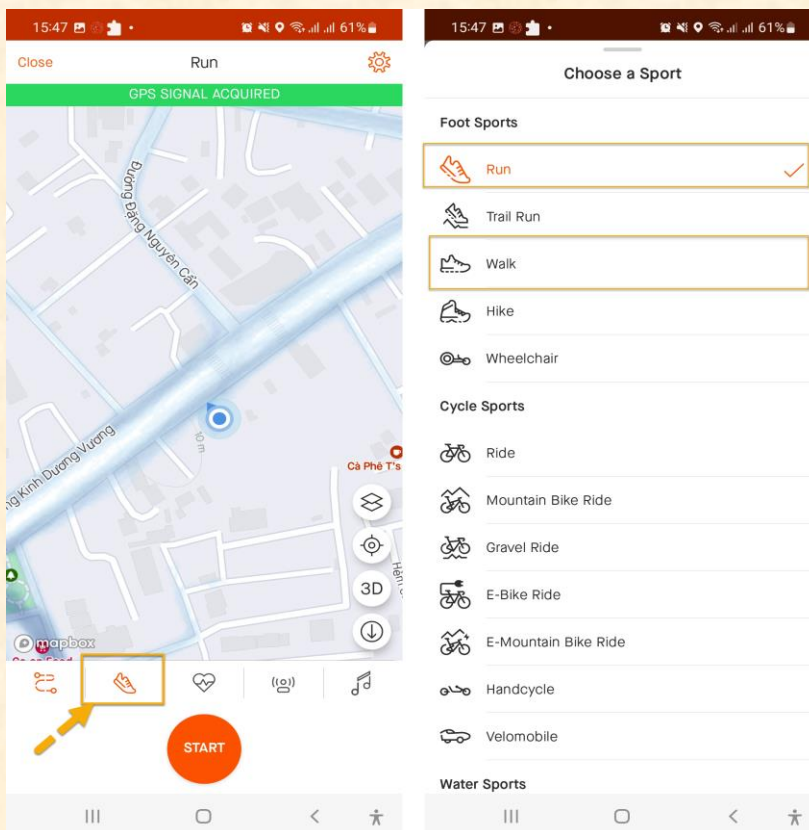 15:47
61%
Close
Run
GPS SIGNAL ACQUIRED
Đường Đặng Nguyên Cẩn
ng Kinh Dương Vương
10 m
Cà Phê T's
3D
Hẻm
mapbox
START
15:47
61%
Choose a Sport
Foot Sports
Run
Trail Run
Walk
Hike
Wheelchair
Cycle Sports
Ride
Mountain Bike Ride
Gravel Ride
E-Bike Ride
E-Mountain Bike Ride
Handcycle
Velomobile
Water Sports